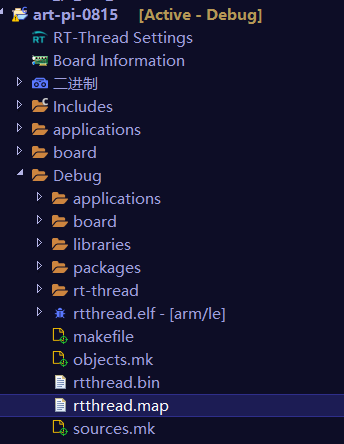 art-pi-0815 [Active - Debug]
RT-Thread Settings
Board Information
二进制
Includes
applications
board
Debug
applications
board
libraries
packages
rt-thread
rtthread.elf - [arm/le]
makefile
objects.mk
rtthread.bin
rtthread.map
sources.mk